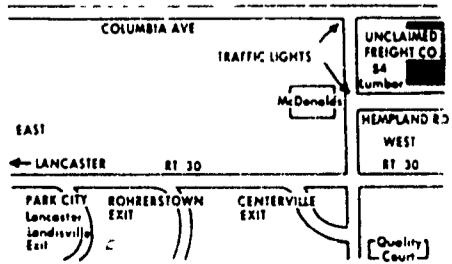 COLUMBIA AVE
TRAFFIC LIGHTS
UNCLAIMED
FREIGHT CO
84
Lumber
McDonalds
HEMPLAND RD
EAST
WEST
LANCASTER
RT 30
RT 30
PARK CITY
Lancaster
Landisville
Exit
ROHRERSTOWN
EXIT
CENTERVILLE
EXIT
Quality
Court